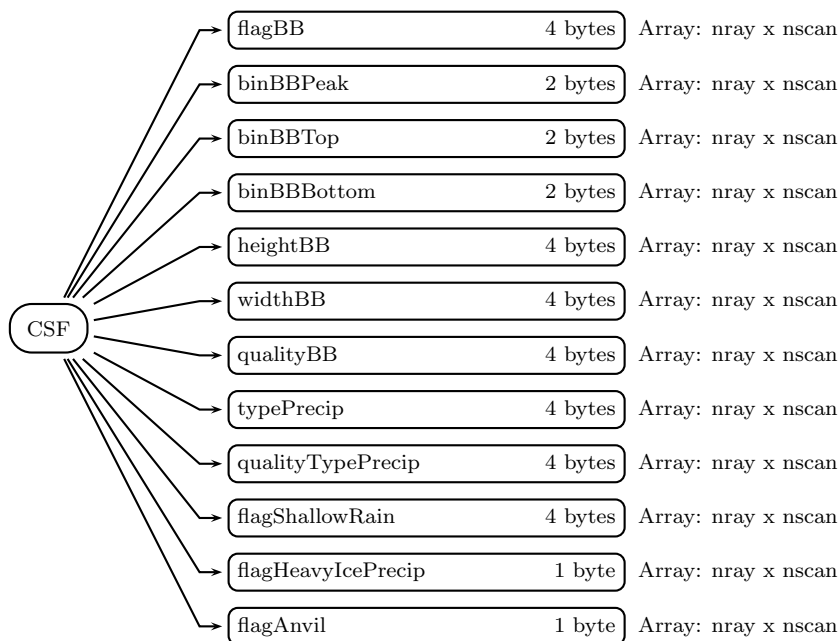 flagBB 4 bytes Array: nray x nscan
binBBPeak 2 bytes Array: nray x nscan
binBBTop 2 bytes Array: nray x nscan
binBBBottom 2 bytes Array: nray x nscan
heightBB 4 bytes Array: nray x nscan
widthBB 4 bytes Array: nray x nscan
CSF
qualityBB 4 bytes Array: nray x nscan
typePrecip 4 bytes Array: nray x nscan
qualityTypePrecip 4 bytes Array: nray x nscan
flagShallowRain 4 bytes Array: nray x nscan
flagHeavyIcePrecip 1 byte Array: nray x nscan
flagAnvil 1 byte Array: nray x nscan